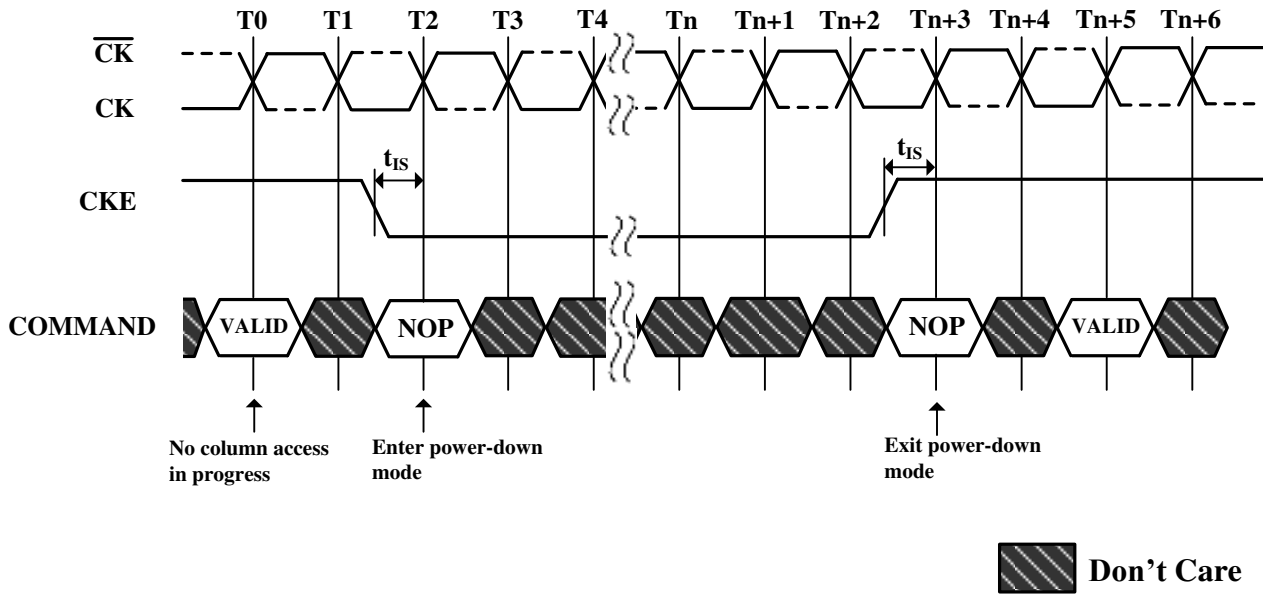 T0 T1 T2 T3 T4 Tn Tn+1 Tn+2 Tn+3 Tn+4 Tn+5 Tn+6
CK
CK
tIS tIS
CKE
COMMAND VALID NOP NOP VALID
No column access
in progress
Enter power-down
mode
Exit power-down
mode
Don't Care